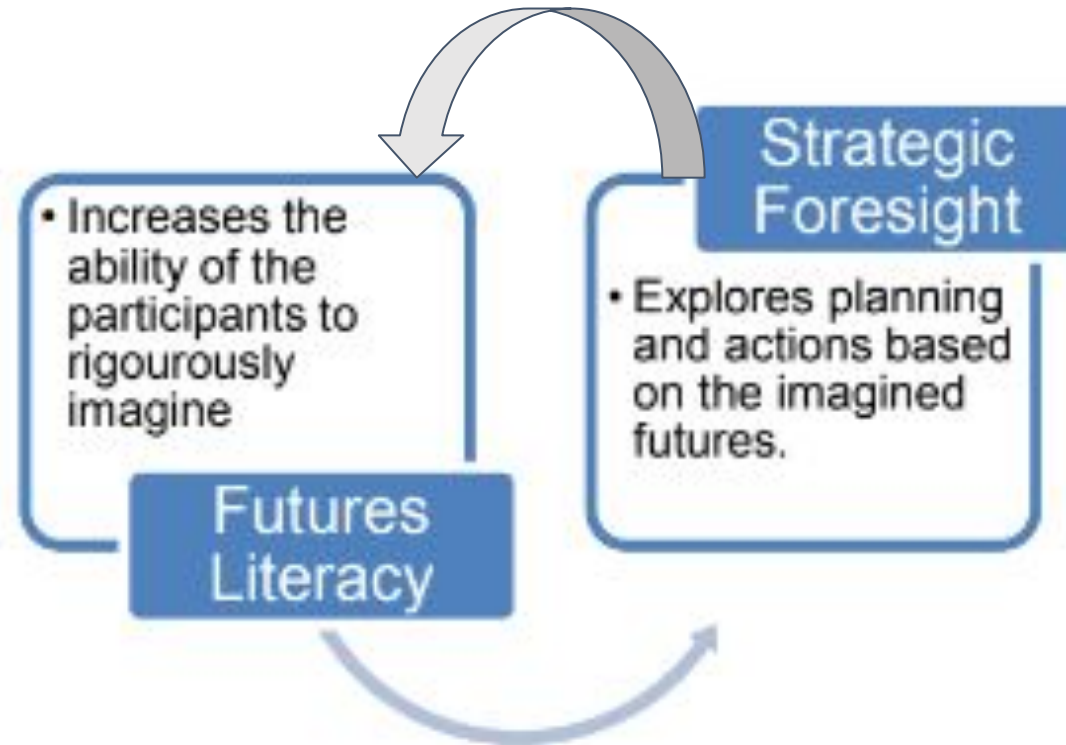 • Increases the
ability of the
participants to
rigourously
imagine
Futures
Literacy
Strategic
Foresight
• Explores planning
and actions based
on the imagined
futures.